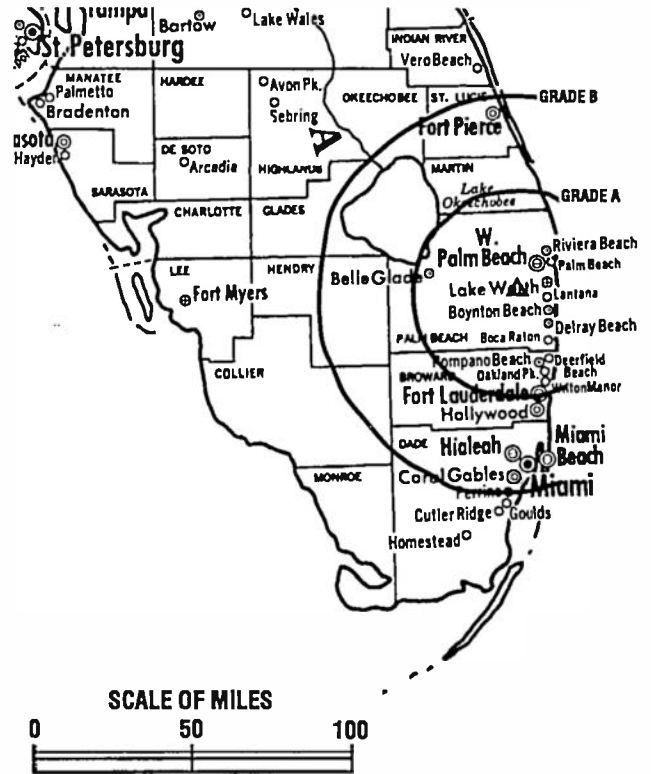 Tampa
St. Petersburg
Bartow
Lake Wales
INDIAN RIVER
Vero Beach
MANATEE
Palmetto
Bradenton
HARDEE
Avon Pk.
Sebring
OKEECHOBEE
ST. LUCIE
GRADE B
Fort Pierce
asota
Hayden
DE SOTO
Arcadia
A
HIGHLANDS
MARTIN
SARASOTA
CHARLOTTE
GLADES
Lake
Okeechobee
GRADE A
W.
Palm Beach
Riviera Beach
Palm Beach
LEE
HENDRY
Belle Glade
Fort Myers
Lake Worth
Lantana
Boynton Beach
Delray Beach
PALM BEACH
Boca Raton
COLLIER
Pompano Beach
Deerfield
Beach
BROWARD
Oakland Pk.
Wilton Manor
Fort Lauderdale
Hollywood
DADE
Hialeah
Miami
Beach
MONROE
Coral Gables
Perrine
Miami
Cutler Ridge
Goulds
Homestead
SCALE OF MILES
0 50 100